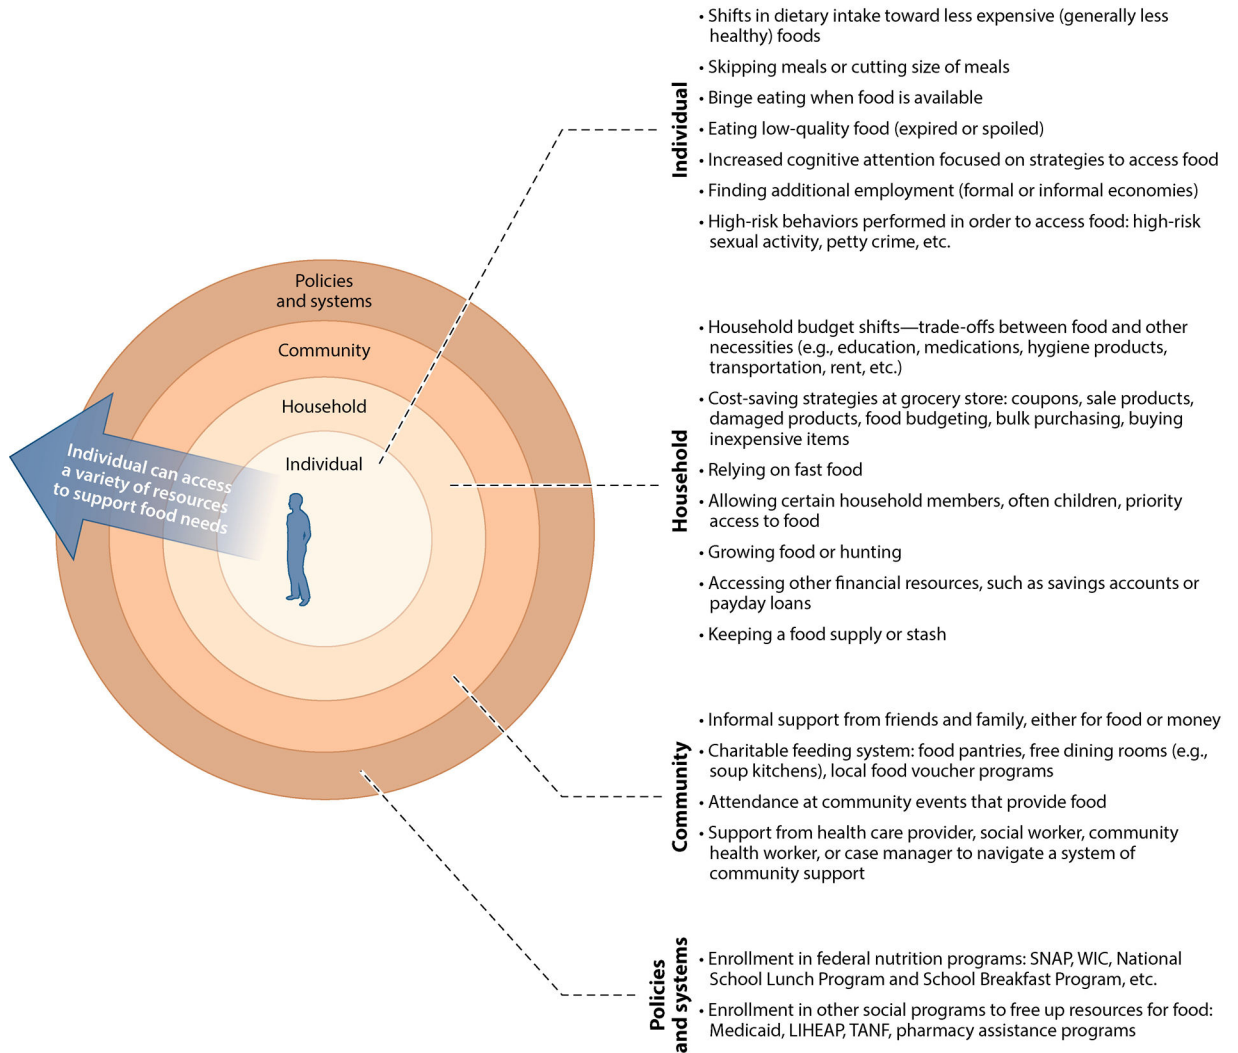 Policies
and systems
Community
Household
Individual
Individual can access
a variety of resources
to support food needs
Individual
• Shifts in dietary intake toward less expensive (generally less
healthy) foods
• Skipping meals or cutting size of meals
• Binge eating when food is available
• Eating low-quality food (expired or spoiled)
• Increased cognitive attention focused on strategies to access food
• Finding additional employment (formal or informal economies)
• High-risk behaviors performed in order to access food: high-risk
sexual activity, petty crime, etc.
Household
• Household budget shifts—trade-offs between food and other
necessities (e.g., education, medications, hygiene products,
transportation, rent, etc.)
• Cost-saving strategies at grocery store: coupons, sale products,
damaged products, food budgeting, bulk purchasing, buying
inexpensive items
• Relying on fast food
• Allowing certain household members, often children, priority
access to food
• Growing food or hunting
• Accessing other financial resources, such as savings accounts or
payday loans
• Keeping a food supply or stash
Community
• Informal support from friends and family, either for food or money
• Charitable feeding system: food pantries, free dining rooms (e.g.,
soup kitchens), local food voucher programs
• Attendance at community events that provide food
• Support from health care provider, social worker, community
health worker, or case manager to navigate a system of
community support
Policies
and systems
• Enrollment in federal nutrition programs: SNAP, WIC, National
School Lunch Program and School Breakfast Program, etc.
• Enrollment in other social programs to free up resources for food:
Medicaid, LIHEAP, TANF, pharmacy assistance programs